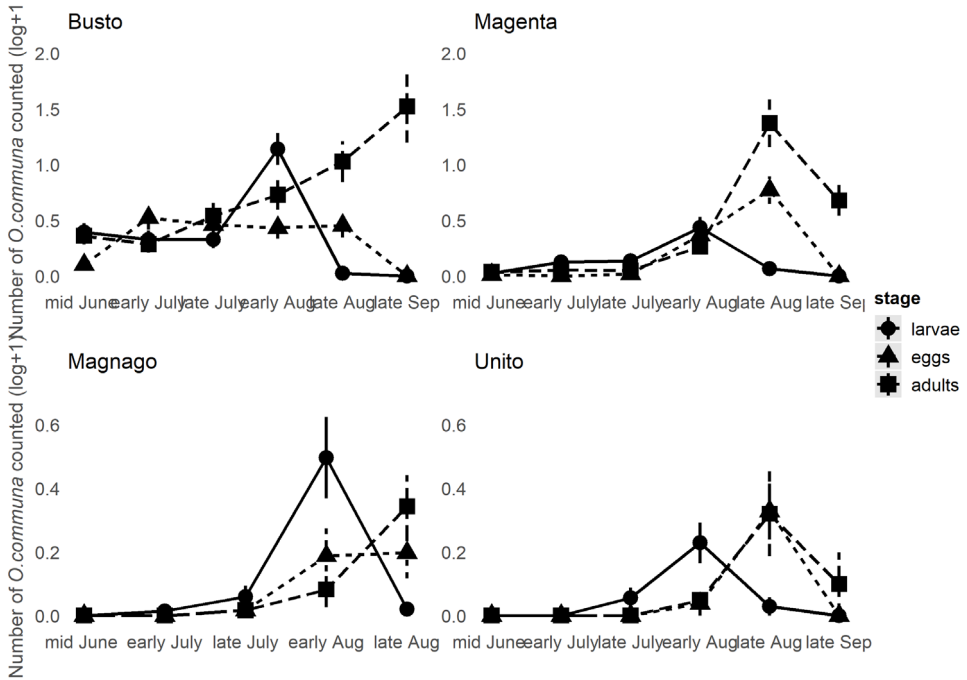 Busto
Magenta
Number of O.communa counted (log+1
2.0
1.5
1.0
0.5
0.0
2.0
1.5
1.0
0.5
0.0
mid June early July late July early Aug late Aug late Sep
mid June early July late July early Aug late Aug late Sep
stage
larvae
eggs
adults
Magnago
Unito
Number of O.communa counted (log+1)
0.6
0.4
0.2
0.0
0.6
0.4
0.2
0.0
mid June early July late July early Aug late Aug
mid June early July late July early Aug late Aug late Sep